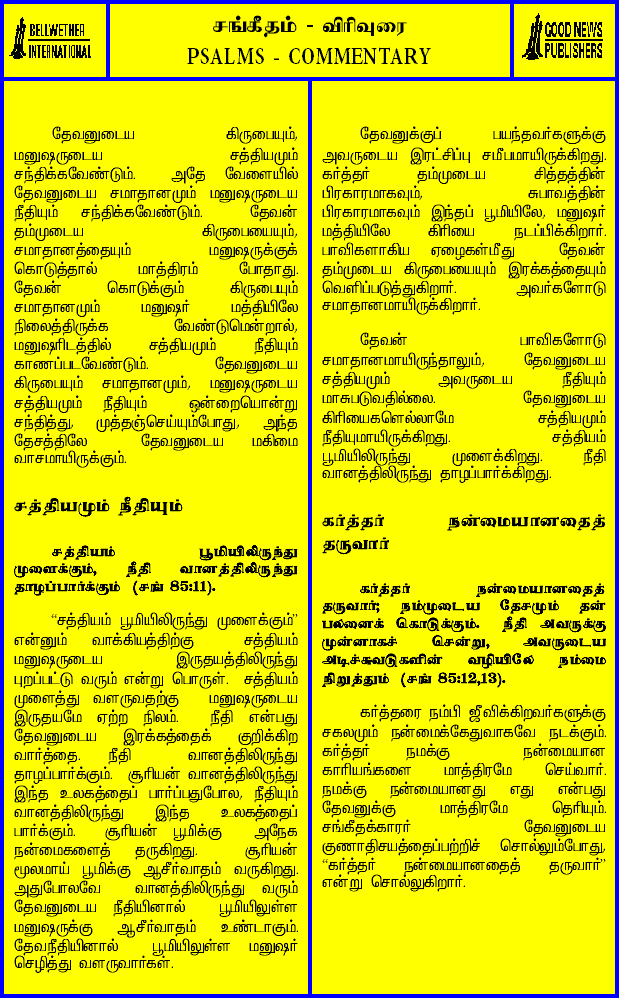 BELLWETHER
INTERNATIONAL
சங்கீதம் - விரிவுரை
PSALMS - COMMENTARY
GOOD NEWS
PUBLISHERS
தேவனுடைய கிருபையும்,
மனுஷருடைய சத்தியமும்
சந்திக்கவேண்டும். அதே வேளையில்
தேவனுடைய சமாதானமும் மனுஷருடைய
நீதியும் சந்திக்கவேண்டும். தேவன்
தம்முடைய கிருபையையும்,
சமாதானத்தையும் மனுஷருக்குக்
கொடுத்தால் மாத்திரம் போதாது.
தேவன் கொடுக்கும் கிருபையும்
சமாதானமும் மனுஷர் மத்தியிலே
நிலைத்திருக்க வேண்டுமென்றால்,
மனுஷரிடத்தில் சத்தியமும் நீதியும்
காணப்படவேண்டும். தேவனுடைய
கிருபையும் சமாதானமும், மனுஷருடைய
சத்தியமும் நீதியும் ஒன்றையொன்று
சந்தித்து, முத்தஞ்செய்யும்போது, அந்த
தேசத்திலே தேவனுடைய மகிமை
வாசமாயிருக்கும்.
சத்தியமும் நீதியும்
சத்தியம் பூமியிலிருந்து
முளைக்கும், நீதி வானத்திலிருந்து
தாழப்பார்க்கும் (சங் 85:11).
“சத்தியம் பூமியிலிருந்து முளைக்கும்”
என்னும் வாக்கியத்திற்கு சத்தியம்
மனுஷருடைய இருதயத்திலிருந்து
புறப்பட்டு வரும் என்று பொருள். சத்தியம்
முளைத்து வளருவதற்கு மனுஷருடைய
இருதயமே ஏற்ற நிலம். நீதி என்பது
தேவனுடைய இரக்கத்தைக் குறிக்கிற
வார்த்தை. நீதி வானத்திலிருந்து
தாழப்பார்க்கும். சூரியன் வானத்திலிருந்து
இந்த உலகத்தைப் பார்ப்பதுபோல, நீதியும்
வானத்திலிருந்து இந்த உலகத்தைப்
பார்க்கும். சூரியன் பூமிக்கு அநேக
நன்மைகளைத் தருகிறது. சூரியன்
மூலமாய் பூமிக்கு ஆசீர்வாதம் வருகிறது.
அதுபோலவே வானத்திலிருந்து வரும்
தேவனுடைய நீதியினால் பூமியிலுள்ள
மனுஷருக்கு ஆசீர்வாதம் உண்டாகும்.
தேவநீதியினால் பூமியிலுள்ள மனுஷர்
செழித்து வளருவார்கள்.
தேவனுக்குப் பயந்தவர்களுக்கு
அவருடைய இரட்சிப்பு சமீபமாயிருக்கிறது.
கர்த்தர் தம்முடைய சித்தத்தின்
பிரகாரமாகவும், சுபாவத்தின்
பிரகாரமாகவும் இந்தப் பூமியிலே, மனுஷர்
மத்தியிலே கிரியை நடப்பிக்கிறார்.
பாவிகளாகிய ஏழைகள்மீது தேவன்
தம்முடைய கிருபையையும் இரக்கத்தையும்
வெளிப்படுத்துகிறார். அவர்களோடு
சமாதானமாயிருக்கிறார்.
தேவன் பாவிகளோடு
சமாதானமாயிருந்தாலும், தேவனுடைய
சத்தியமும் அவருடைய நீதியும்
மாசுபடுவதில்லை. தேவனுடைய
கிரியைகளெல்லாமே சத்தியமும்
நீதியுமாயிருக்கிறது. சத்தியம்
பூமியிலிருந்து முளைக்கிறது. நீதி
வானத்திலிருந்து தாழப்பார்க்கிறது.
கர்த்தர் நன்மையானதைத்
தருவார்
கர்த்தர் நன்மையானதைத்
தருவார்; நம்முடைய தேசமும் தன்
பலனைக் கொடுக்கும். நீதி அவருக்கு
முன்னாகச் சென்று, அவருடைய
அடிச்சுவடுகளின் வழியிலே நம்மை
நிறுத்தும் (சங் 85:12,13).
கர்த்தரை நம்பி ஜீவிக்கிறவர்களுக்கு
சகலமும் நன்மைக்கேதுவாகவே நடக்கும்.
கர்த்தர் நமக்கு நன்மையான
காரியங்களை மாத்திரமே செய்வார்.
நமக்கு நன்மையானது எது என்பது
தேவனுக்கு மாத்திரமே தெரியும்.
சங்கீதக்காரர் தேவனுடைய
குணாதிசயத்தைப்பற்றிச் சொல்லும்போது,
“கர்த்தர் நன்மையானதைத் தருவார்”
என்று சொல்லுகிறார்.